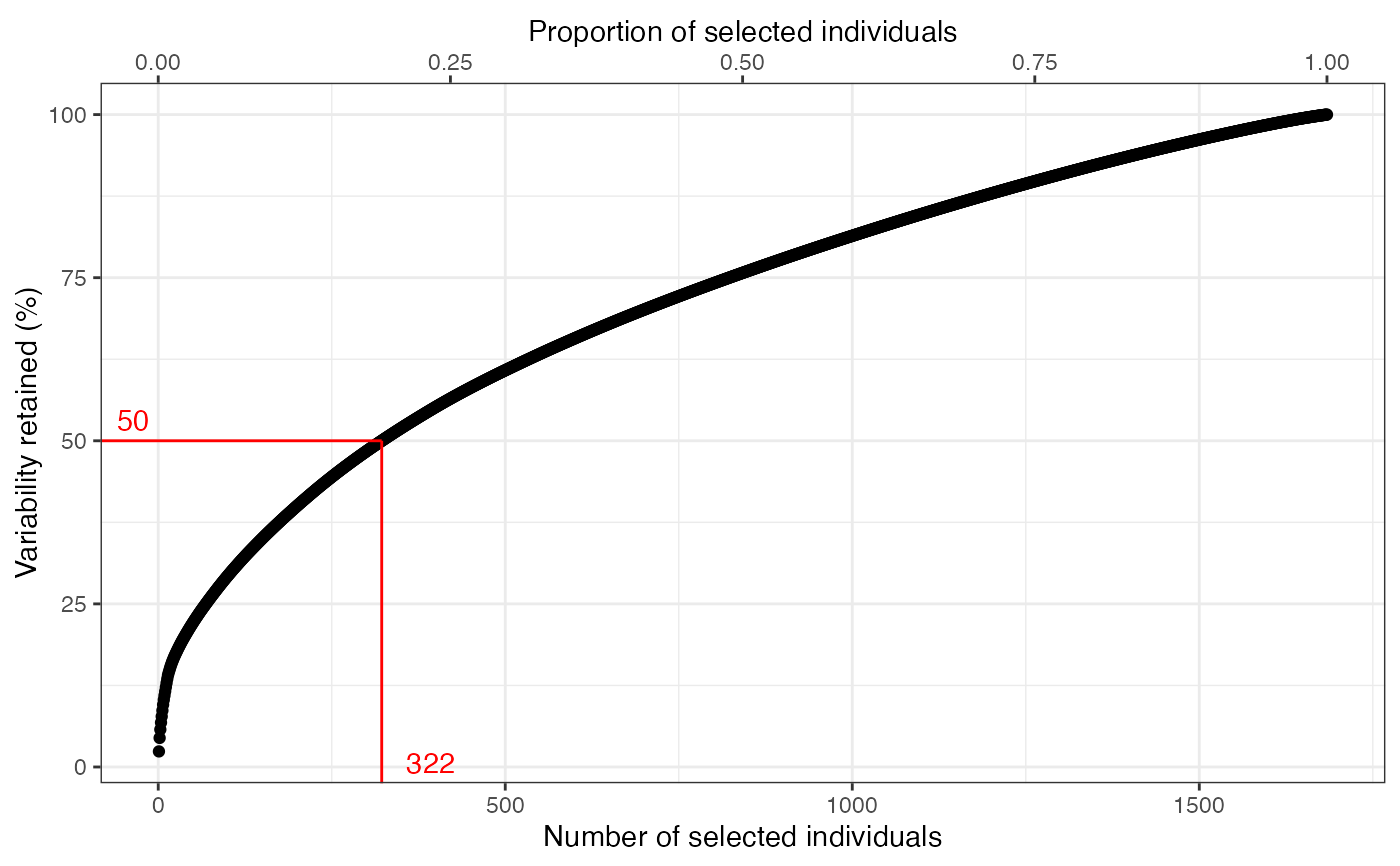 Proportion of selected individuals
0.00 0.25 0.50 0.75 1.00
100
75
50
25
0
Variability retained (%)
50
322
0 500 1000 1500
Number of selected individuals